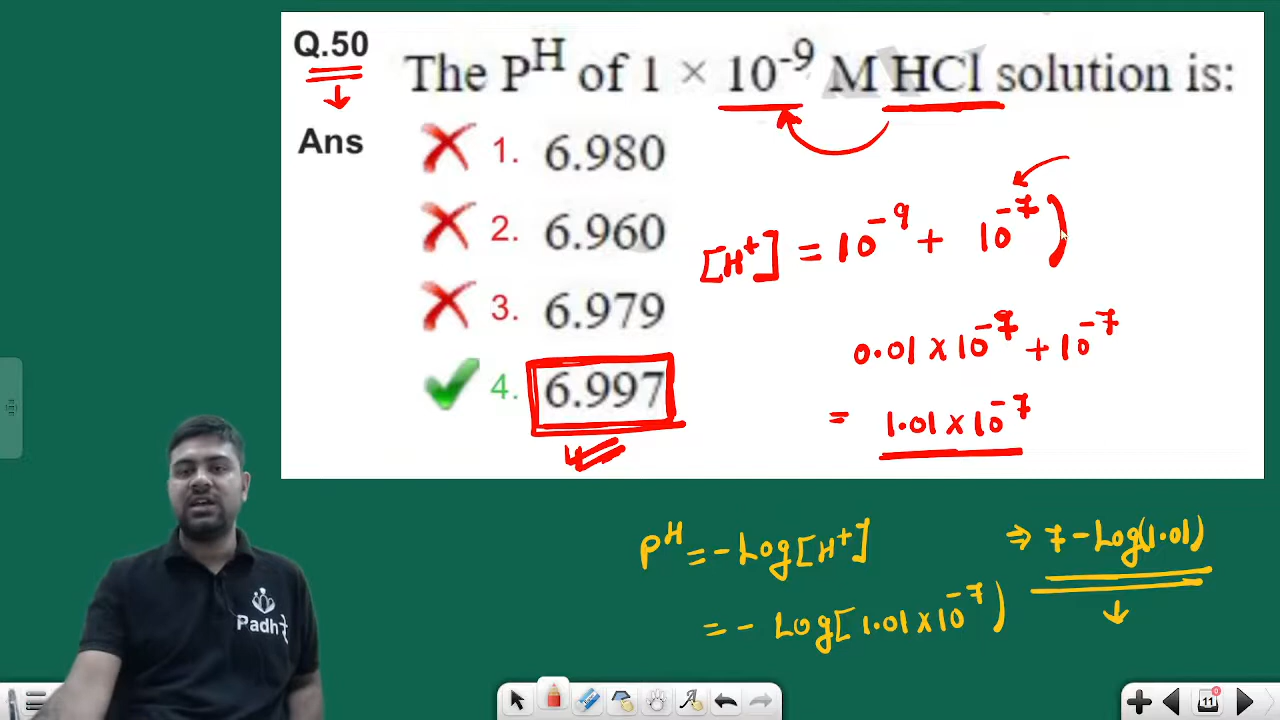 Q.50 The Pᴴ of 1 × 10⁻⁹ M HCl solution is:
Ans
1. 6.980
2. 6.960
3. 6.979
4. 6.997
[H⁺] = 10⁻⁹ + 10⁻⁷)
0.01 × 10⁻⁷ + 10⁻⁷
= 1.01 × 10⁻⁷
Pᴴ = - Log [H⁺]
= - Log [1.01 × 10⁻⁷)
⇒ 7 - Log(1.01)
Padh
11